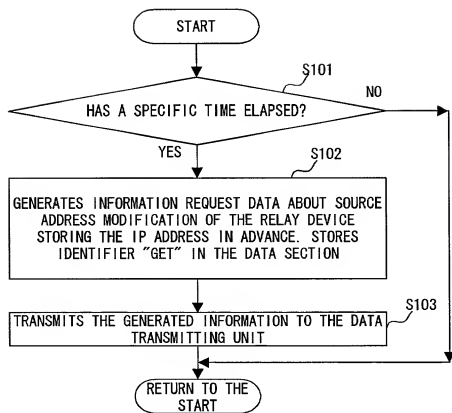 START
S101
HAS A SPECIFIC TIME ELAPSED?
NO
YES
S102
GENERATES INFORMATION REQUEST DATA ABOUT SOURCE
ADDRESS MODIFICATION OF THE RELAY DEVICE
STORING THE IP ADDRESS IN ADVANCE. STORES
IDENTIFIER "GET" IN THE DATA SECTION
S103
TRANSMITS THE GENERATED INFORMATION TO THE DATA
TRANSMITTING UNIT
RETURN TO THE
START